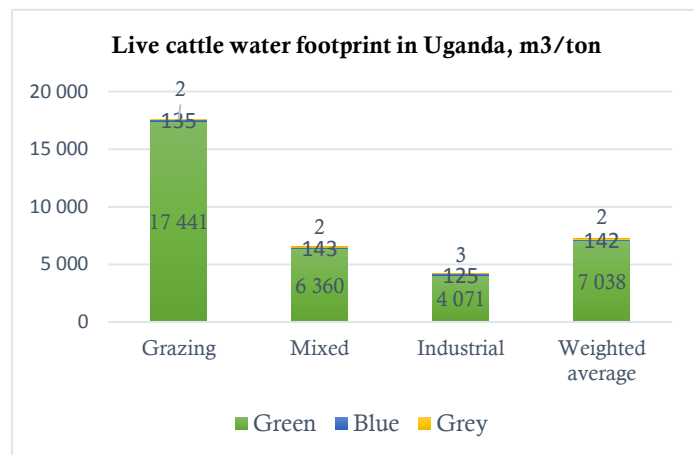 Live cattle water footprint in Uganda, m3/ton
20 000
15 000
10 000
5 000
0
2
135
17 441
2
143
6 360
3
125
4 071
2
142
7 038
Grazing
Mixed
Industrial
Weighted
average
Green
Blue
Grey